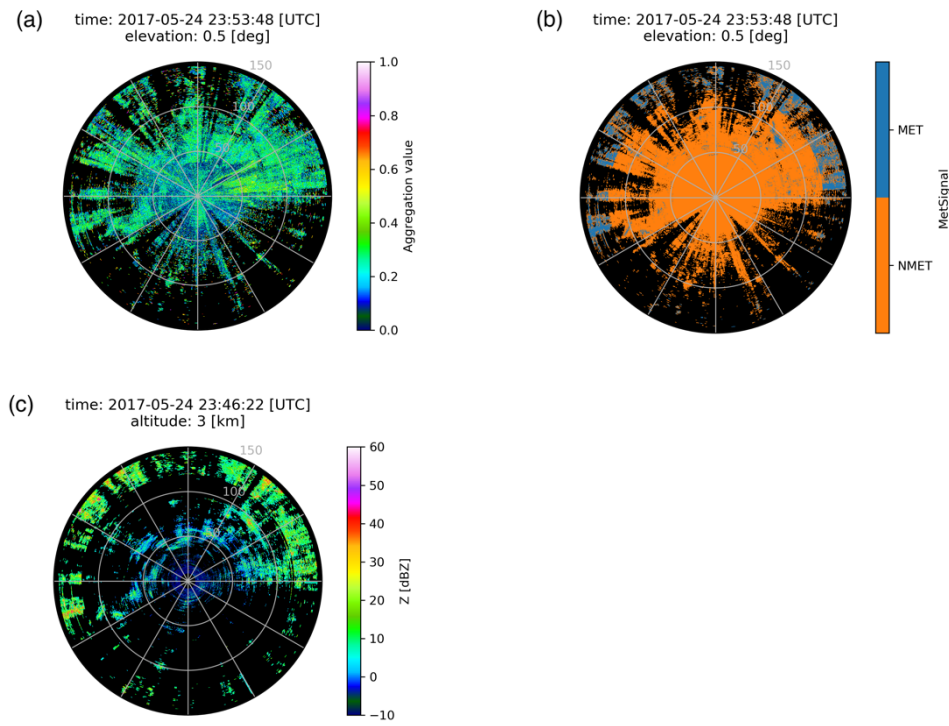 (a)
time: 2017-05-24 23:53:48 [UTC]
elevation: 0.5 [deg]
150
100
50
1.0
0.8
0.6
0.4
0.2
0.0
Aggregation value
(b)
time: 2017-05-24 23:53:48 [UTC]
elevation: 0.5 [deg]
150
100
50
MET
NMET
MetSignal
(c)
time: 2017-05-24 23:46:22 [UTC]
altitude: 3 [km]
150
100
50
60
50
40
30
20
10
0
−10
Z [dBZ]